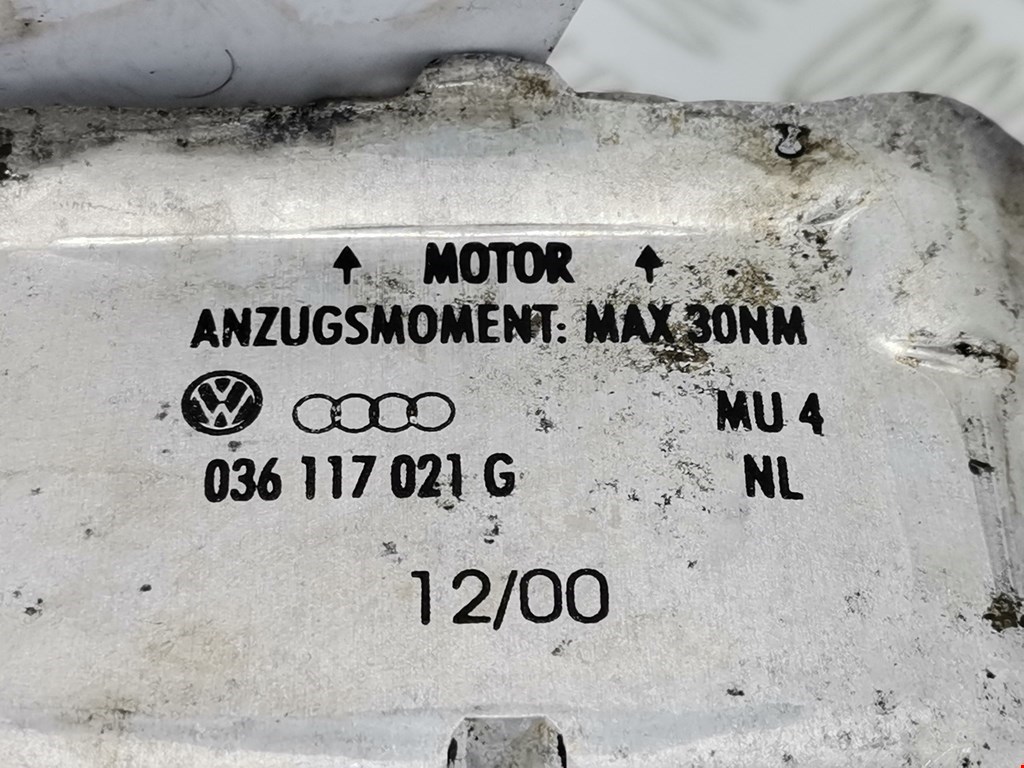 ↑ MOTOR ↑
ANZUGSMOMENT: MAX 30NM
MU 4
036 117 021 G NL
12/00